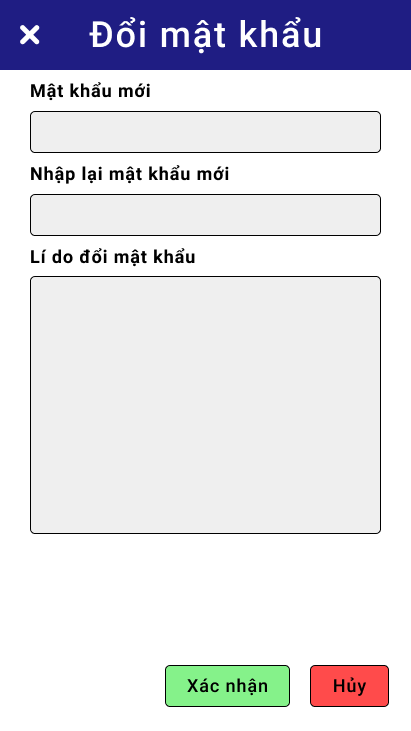 Đổi mật khẩu
Mật khẩu mới
Nhập lại mật khẩu mới
Lí do đổi mật khẩu
Xác nhận
Hủy